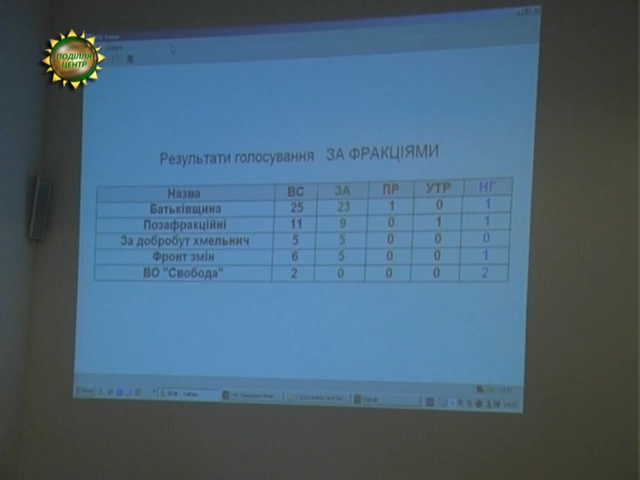 ПОДІЛЛЯ
ЦЕНТР
Результати голосування ЗА ФРАКЦІЯМИ
Назва ВС ЗА ПР УТР НГ
Батьківщина 25 23 1 0 1
Позафракційні 11 9 0 1 1
За добробут хмельнич 5 5 0 0 0
Фронт змін 6 5 0 0 1
ВО "Свобода" 2 0 0 0 2